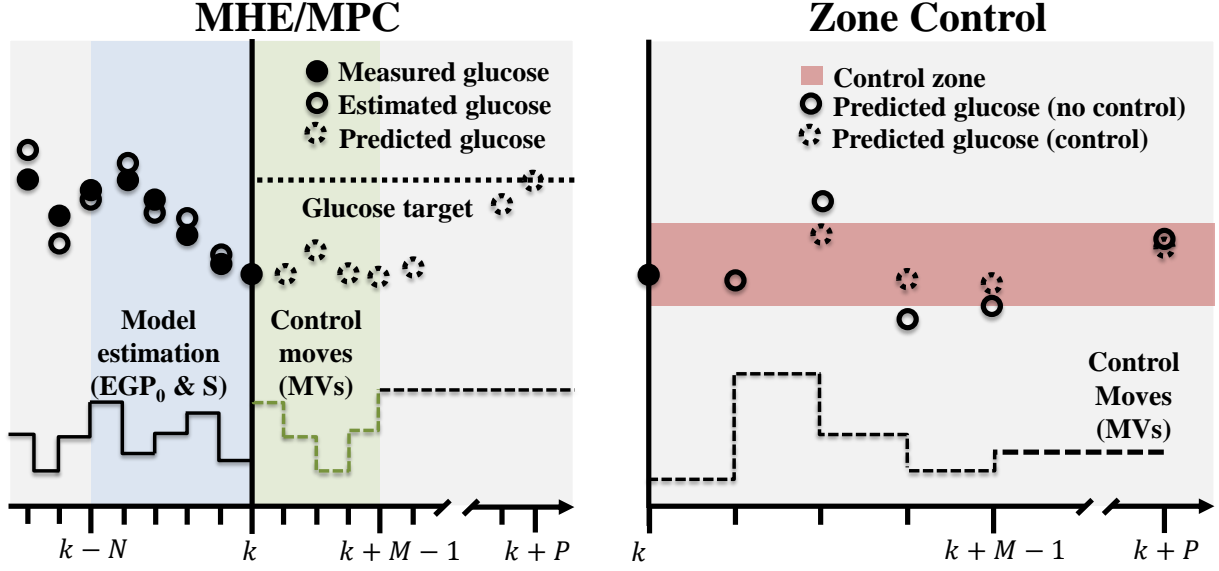 MHE/MPC
Measured glucose
Estimated glucose
Predicted glucose
Glucose target
Model
estimation
(EGP₀ & S)
Control
moves
(MVs)
k − N
k
k + M − 1
k + P
Zone Control
Control zone
Predicted glucose (no control)
Predicted glucose (control)
Control
Moves
(MVs)
k
k + M − 1
k + P